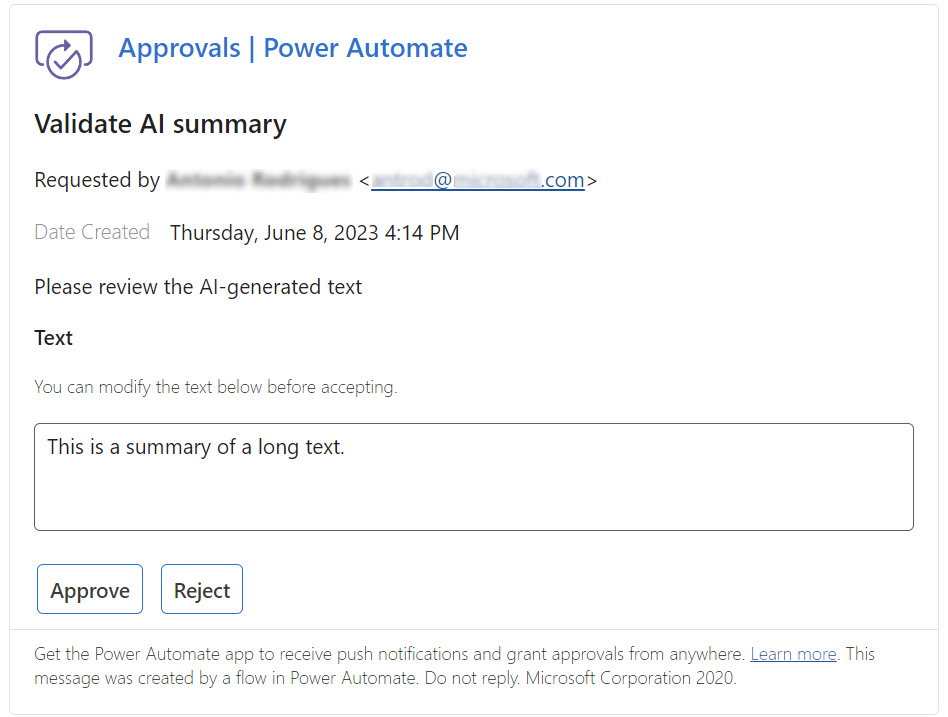 Approvals | Power Automate
Validate AI summary
Requested by < @ .com>
Date Created Thursday, June 8, 2023 4:14 PM
Please review the AI-generated text
Text
You can modify the text below before accepting.
This is a summary of a long text.
Approve Reject
Get the Power Automate app to receive push notifications and grant approvals from anywhere. Learn more. This
message was created by a flow in Power Automate. Do not reply. Microsoft Corporation 2020.